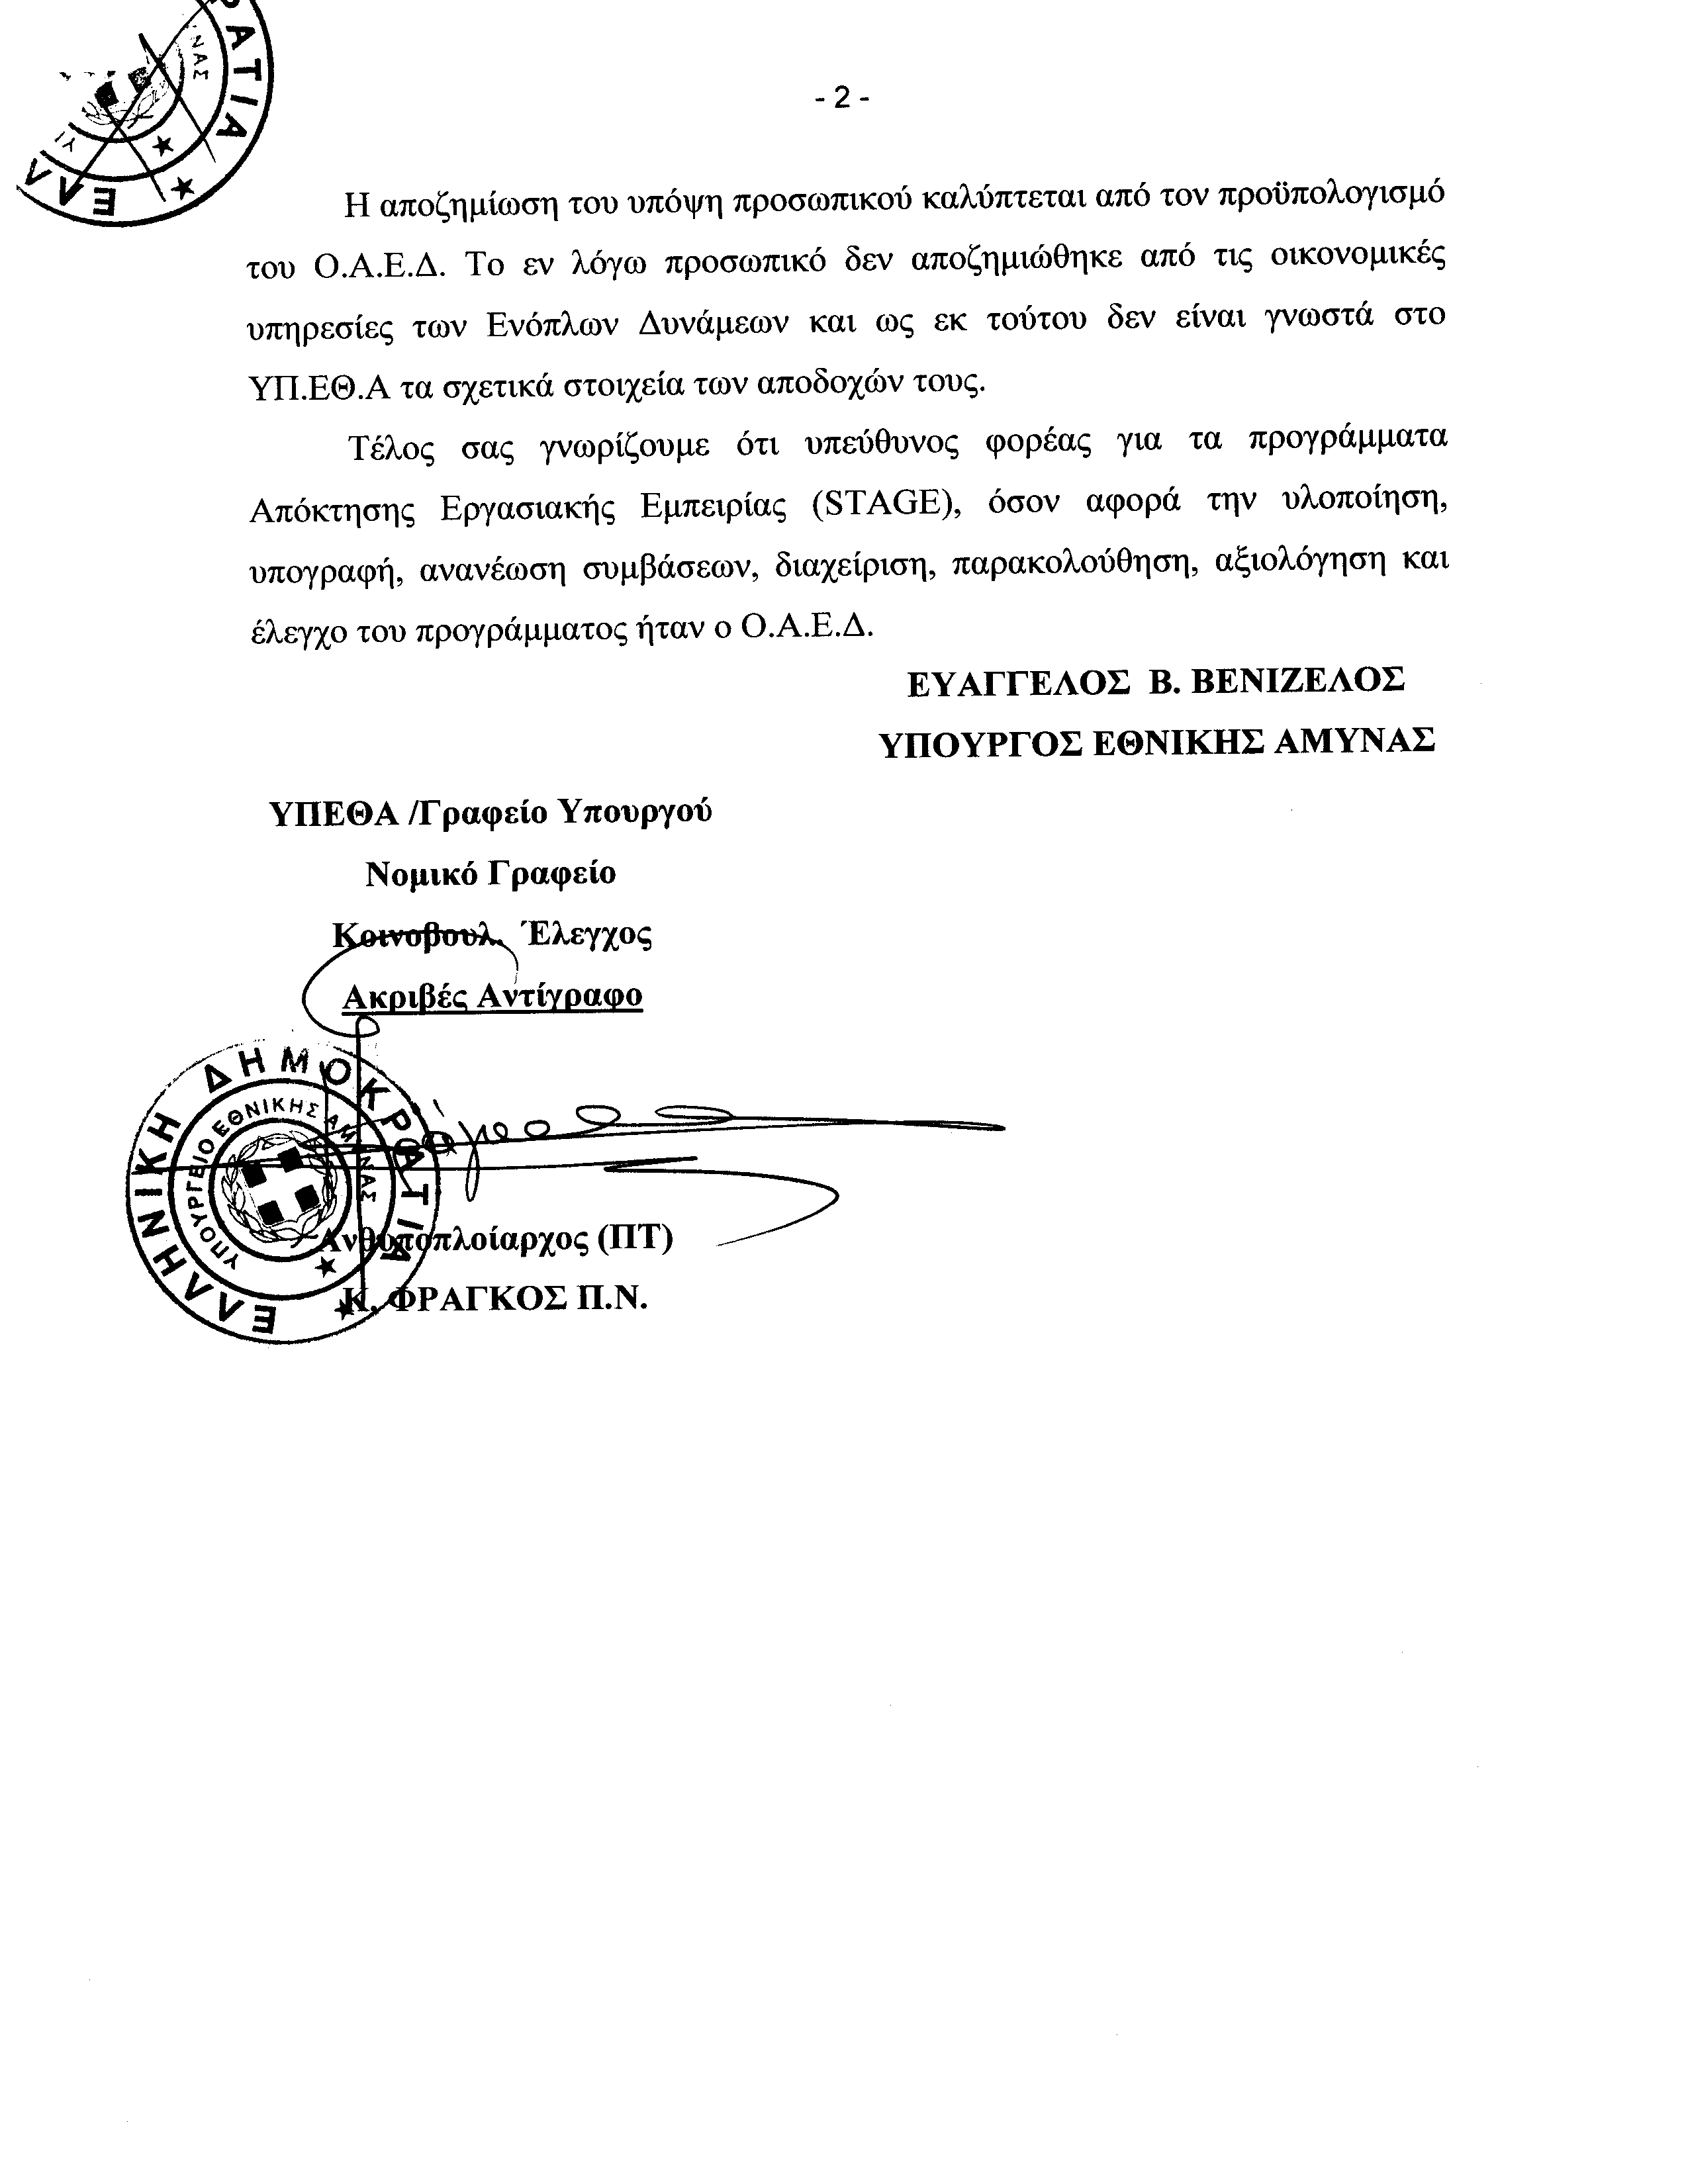 - 2 -
Η αποζημίωση του υπόψη προσωπικού καλύπτεται από τον προϋπολογισμό
του Ο.Α.Ε.Δ. Το εν λόγω προσωπικό δεν αποζημιώθηκε από τις οικονομικές
υπηρεσίες των Ενόπλων Δυνάμεων και ως εκ τούτου δεν είναι γνωστά στο
ΥΠ.ΕΘ.Α τα σχετικά στοιχεία των αποδοχών τους.
Τέλος σας γνωρίζουμε ότι υπεύθυνος φορέας για τα προγράμματα
Απόκτησης Εργασιακής Εμπειρίας (STAGE), όσον αφορά την υλοποίηση,
υπογραφή, ανανέωση συμβάσεων, διαχείριση, παρακολούθηση, αξιολόγηση και
έλεγχο του προγράμματος ήταν ο Ο.Α.Ε.Δ.
ΕΥΑΓΓΕΛΟΣ Β. ΒΕΝΙΖΕΛΟΣ
ΥΠΟΥΡΓΟΣ ΕΘΝΙΚΗΣ ΑΜΥΝΑΣ
ΥΠΕΘΑ /Γραφείο Υπουργού
Νομικό Γραφείο
Κοινοβουλ. Έλεγχος
Ακριβές Αντίγραφο
ΕΛΛΗΝΙΚΗ ΔΗΜΟΚΡΑΤΙΑ
ΥΠΟΥΡΓΕΙΟ ΕΘΝΙΚΗΣ ΑΜΥΝΑΣ
Ανθυποπλοίαρχος (ΠΤ)
Κ. ΦΡΑΓΚΟΣ Π.Ν.